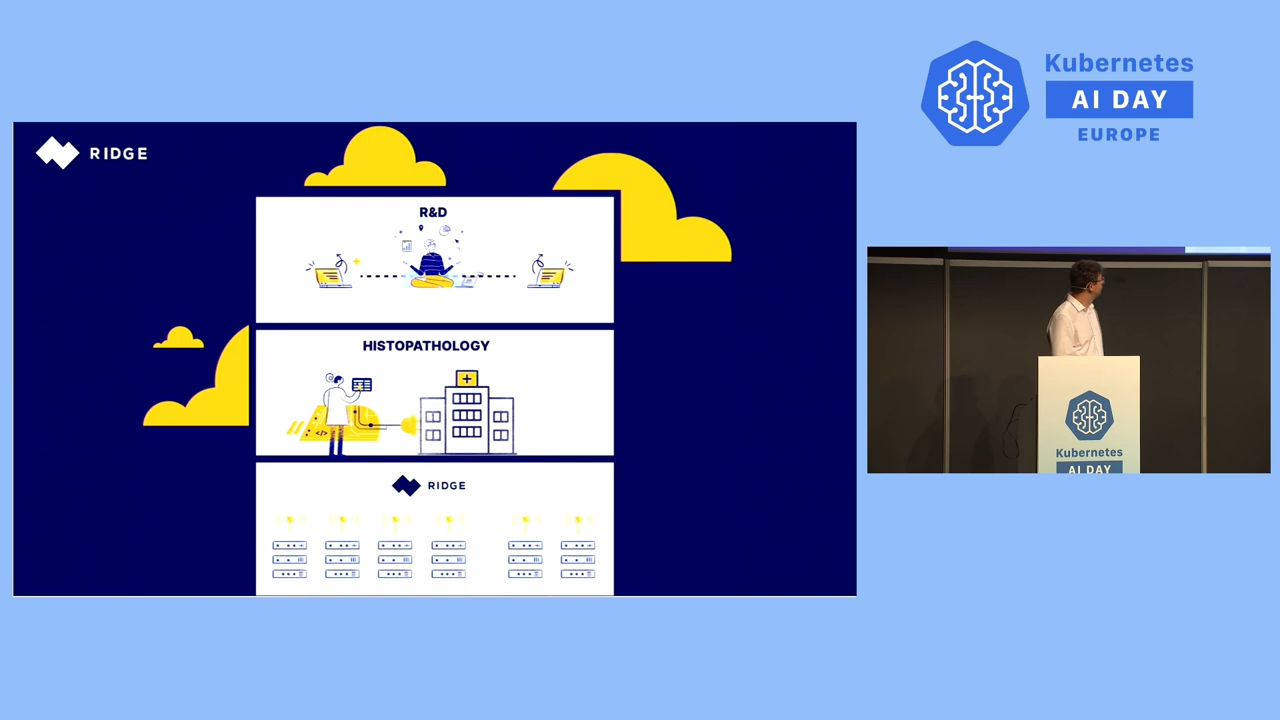 Kubernetes
AI DAY
EUROPE
RIDGE
R&D
HISTOPATHOLOGY
RIDGE
Kubernetes
AI DAY